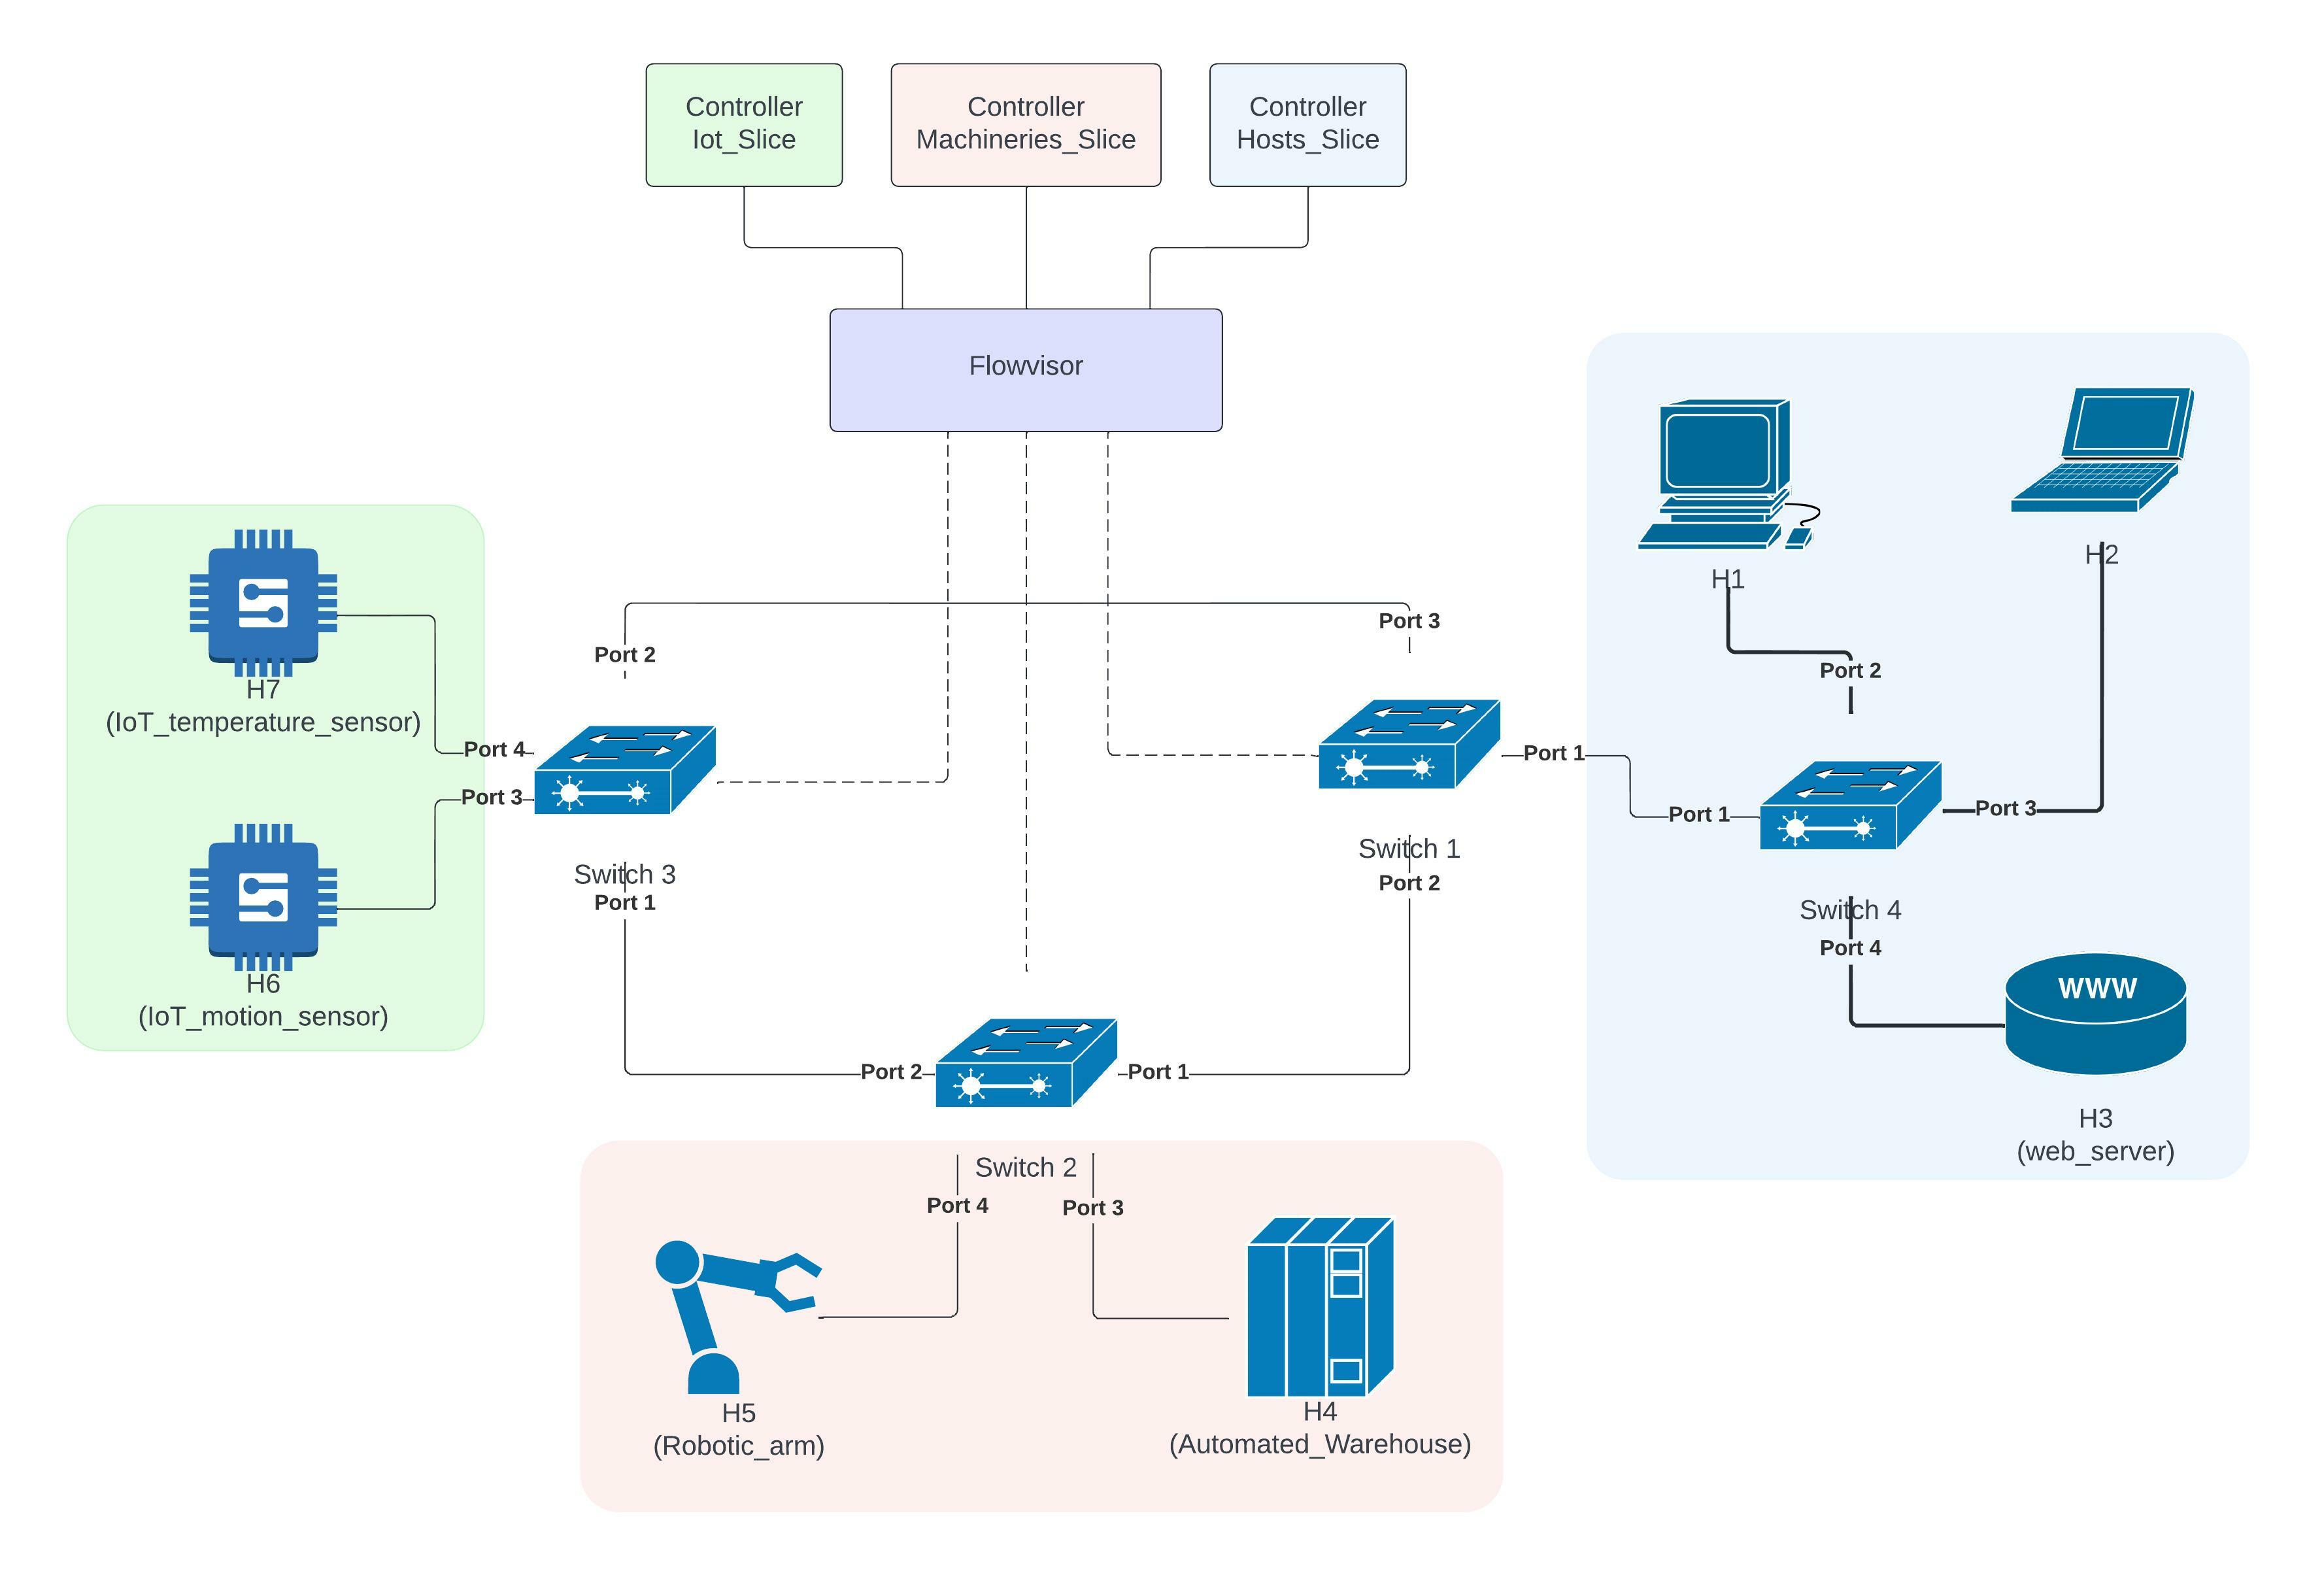 Controller
Iot_Slice
Controller
Machineries_Slice
Controller
Hosts_Slice
Flowvisor
H1
H2
Port 2
Port 3
Port 2
H7
(IoT_temperature_sensor)
Port 4
Port 3
Port 1
Port 1
Port 3
Switch 3
Port 1
Switch 1
Port 2
Switch 4
Port 4
H6
(IoT_motion_sensor)
WWW
Port 2
Port 1
H3
(web_server)
Switch 2
Port 4
Port 3
H5
(Robotic_arm)
H4
(Automated_Warehouse)